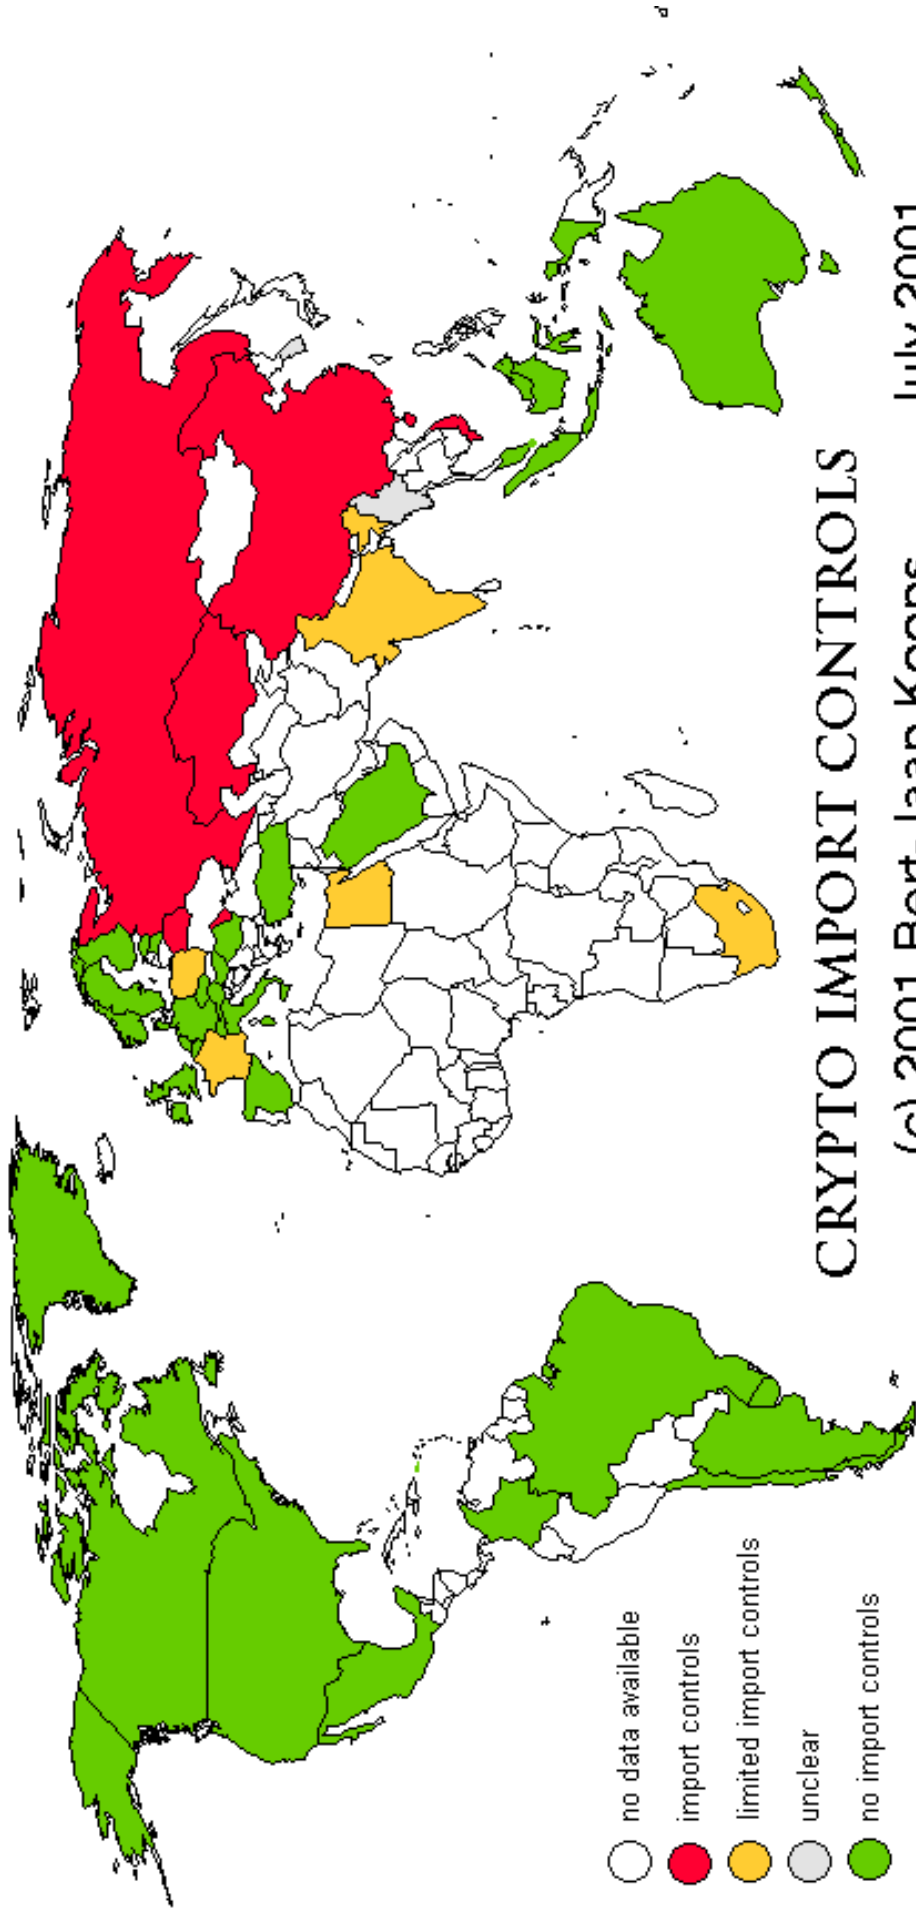 no data available
import controls
limited import controls
unclear
no import controls
CRYPTO IMPORT CONTROLS
(c) 2001 Bert-Jaap Koops July 2001